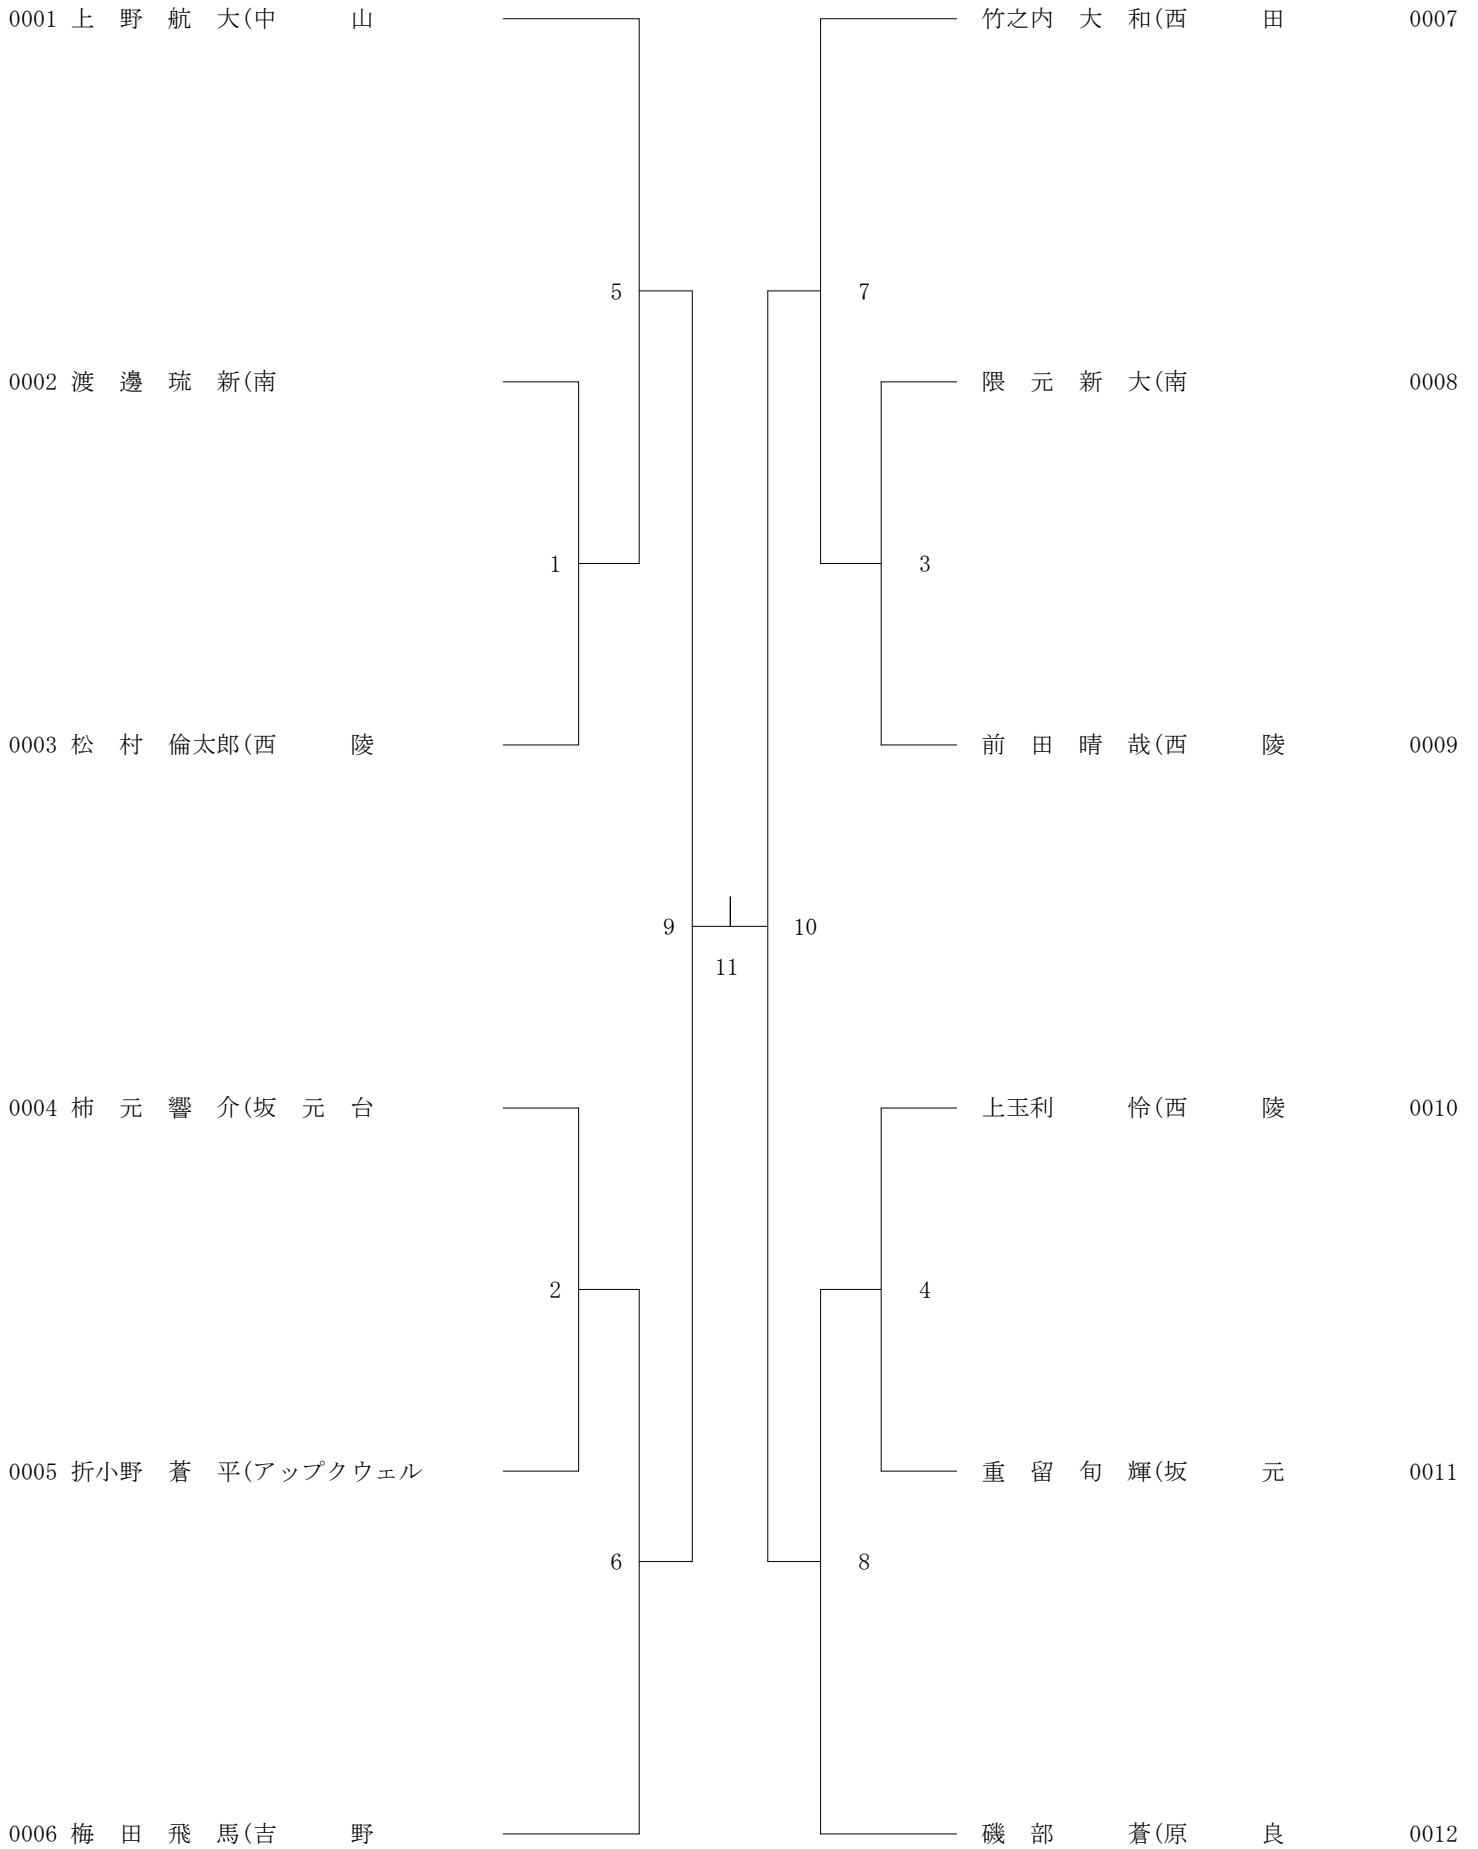 0001 上 野 航 大(中 山
竹之内 大 和(西 田 0007
5
7
0002 渡 邊 琉 新(南
隈 元 新 大(南 0008
1
3
0003 松 村 倫太郎(西 陵
前 田 晴 哉(西 陵 0009
9
10
11
0004 柿 元 響 介(坂 元 台
上玉利 怜(西 陵 0010
2
4
0005 折小野 蒼 平(アップクウェル
重 留 旬 輝(坂 元 0011
6
8
0006 梅 田 飛 馬(吉 野
磯 部 蒼(原 良 0012